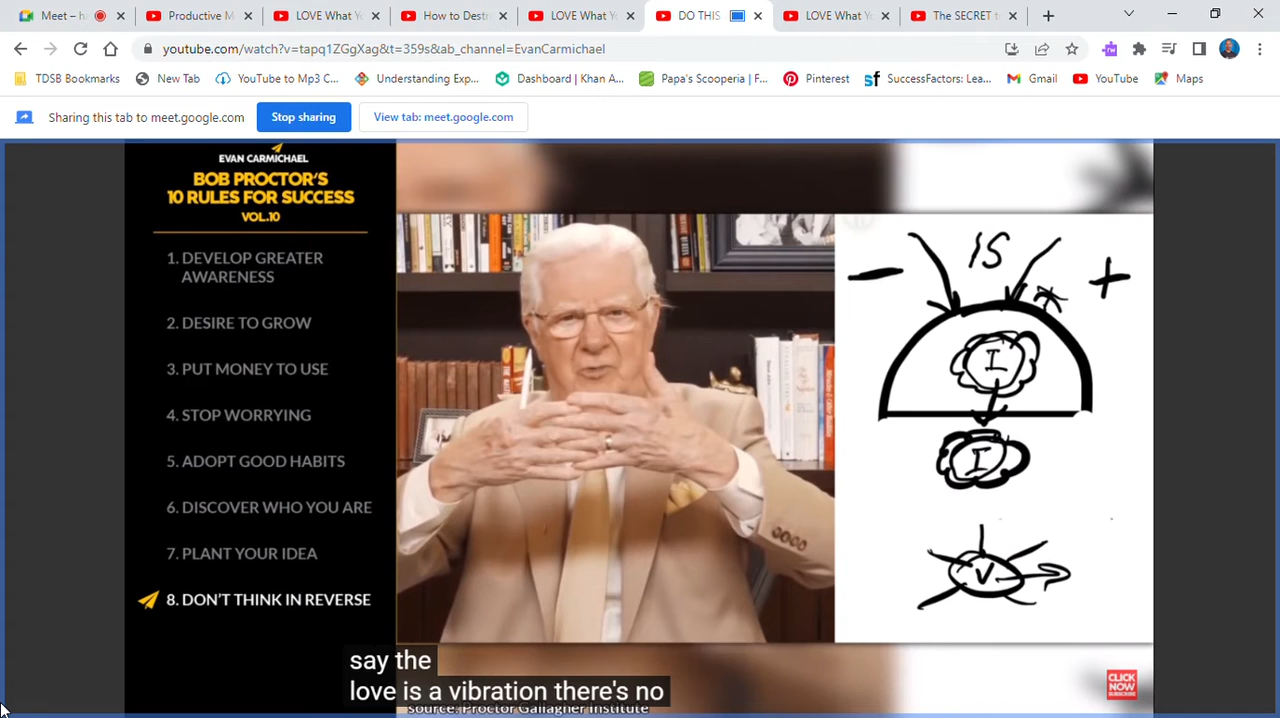 Meet – ha
Productive M
LOVE What Yo
How to Destr
LOVE What Yo
DO THIS
LOVE What Yo
The SECRET t
youtube.com/watch?v=tapq1ZGgXag&t=359s&ab_channel=EvanCarmichael
TDSB Bookmarks
New Tab
YouTube to Mp3 C...
Understanding Exp...
Dashboard | Khan A...
Papa's Scooperia | F...
Pinterest
SuccessFactors: Lea...
Gmail
YouTube
Maps
Sharing this tab to meet.google.com
Stop sharing
View tab: meet.google.com
EVAN CARMICHAEL
BOB PROCTOR'S
10 RULES FOR SUCCESS
VOL.10
1. DEVELOP GREATER
AWARENESS
2. DESIRE TO GROW
3. PUT MONEY TO USE
4. STOP WORRYING
5. ADOPT GOOD HABITS
6. DISCOVER WHO YOU ARE
7. PLANT YOUR IDEA
8. DON'T THINK IN REVERSE
IS
– +
I
I
V
say the
love is a vibration there's no
source: Proctor Gallagher Institute
CLICK
NOW
SUBSCRIBE